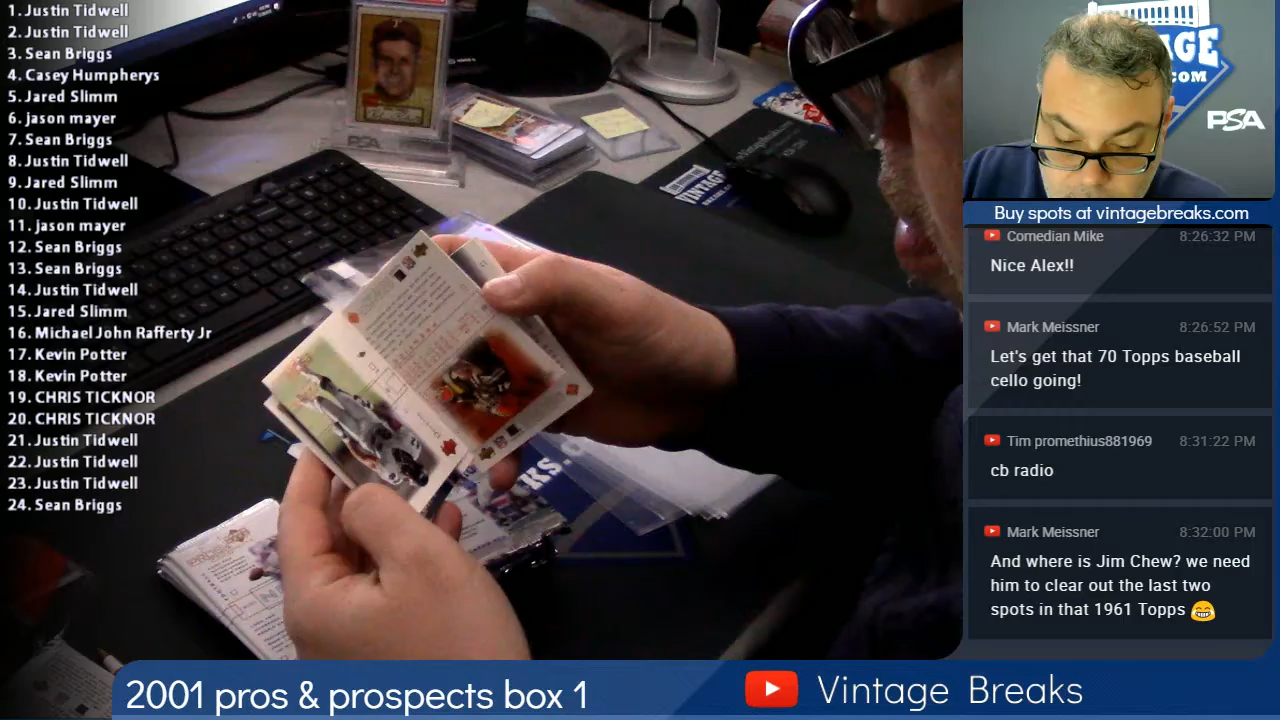 1. Justin Tidwell
2. Justin Tidwell
3. Sean Briggs
4. Casey Humpherys
5. Jared Slimm
6. jason mayer
7. Sean Briggs
8. Justin Tidwell
9. Jared Slimm
10. Justin Tidwell
11. jason mayer
12. Sean Briggs
13. Sean Briggs
14. Justin Tidwell
15. Jared Slimm
16. Michael John Rafferty Jr
17. Kevin Potter
18. Kevin Potter
19. CHRIS TICKNOR
20. CHRIS TICKNOR
21. Justin Tidwell
22. Justin Tidwell
23. Justin Tidwell
24. Sean Briggs
PSA
VINTAGE
KS.
PSA
Buy spots at vintagebreaks.com
Comedian Mike 8:26:32 PM
Nice Alex!!
Mark Meissner 8:26:52 PM
Let's get that 70 Topps baseball
cello going!
Tim promethius881969 8:31:22 PM
cb radio
Mark Meissner 8:32:00 PM
And where is Jim Chew? we need
him to clear out the last two
spots in that 1961 Topps 😂
2001 pros & prospects box 1
Vintage Breaks